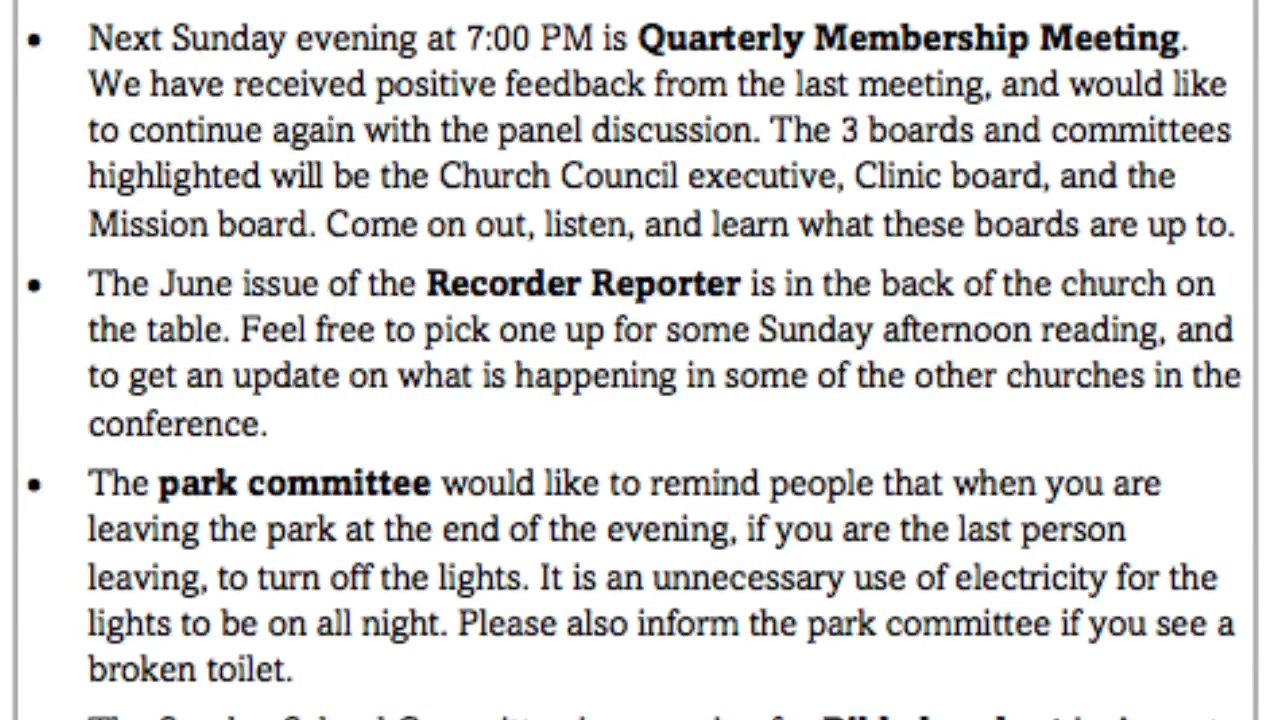 • Next Sunday evening at 7:00 PM is Quarterly Membership Meeting.
We have received positive feedback from the last meeting, and would like
to continue again with the panel discussion. The 3 boards and committees
highlighted will be the Church Council executive, Clinic board, and the
Mission board. Come on out, listen, and learn what these boards are up to.
• The June issue of the Recorder Reporter is in the back of the church on
the table. Feel free to pick one up for some Sunday afternoon reading, and
to get an update on what is happening in some of the other churches in the
conference.
• The park committee would like to remind people that when you are
leaving the park at the end of the evening, if you are the last person
leaving, to turn off the lights. It is an unnecessary use of electricity for the
lights to be on all night. Please also inform the park committee if you see a
broken toilet.